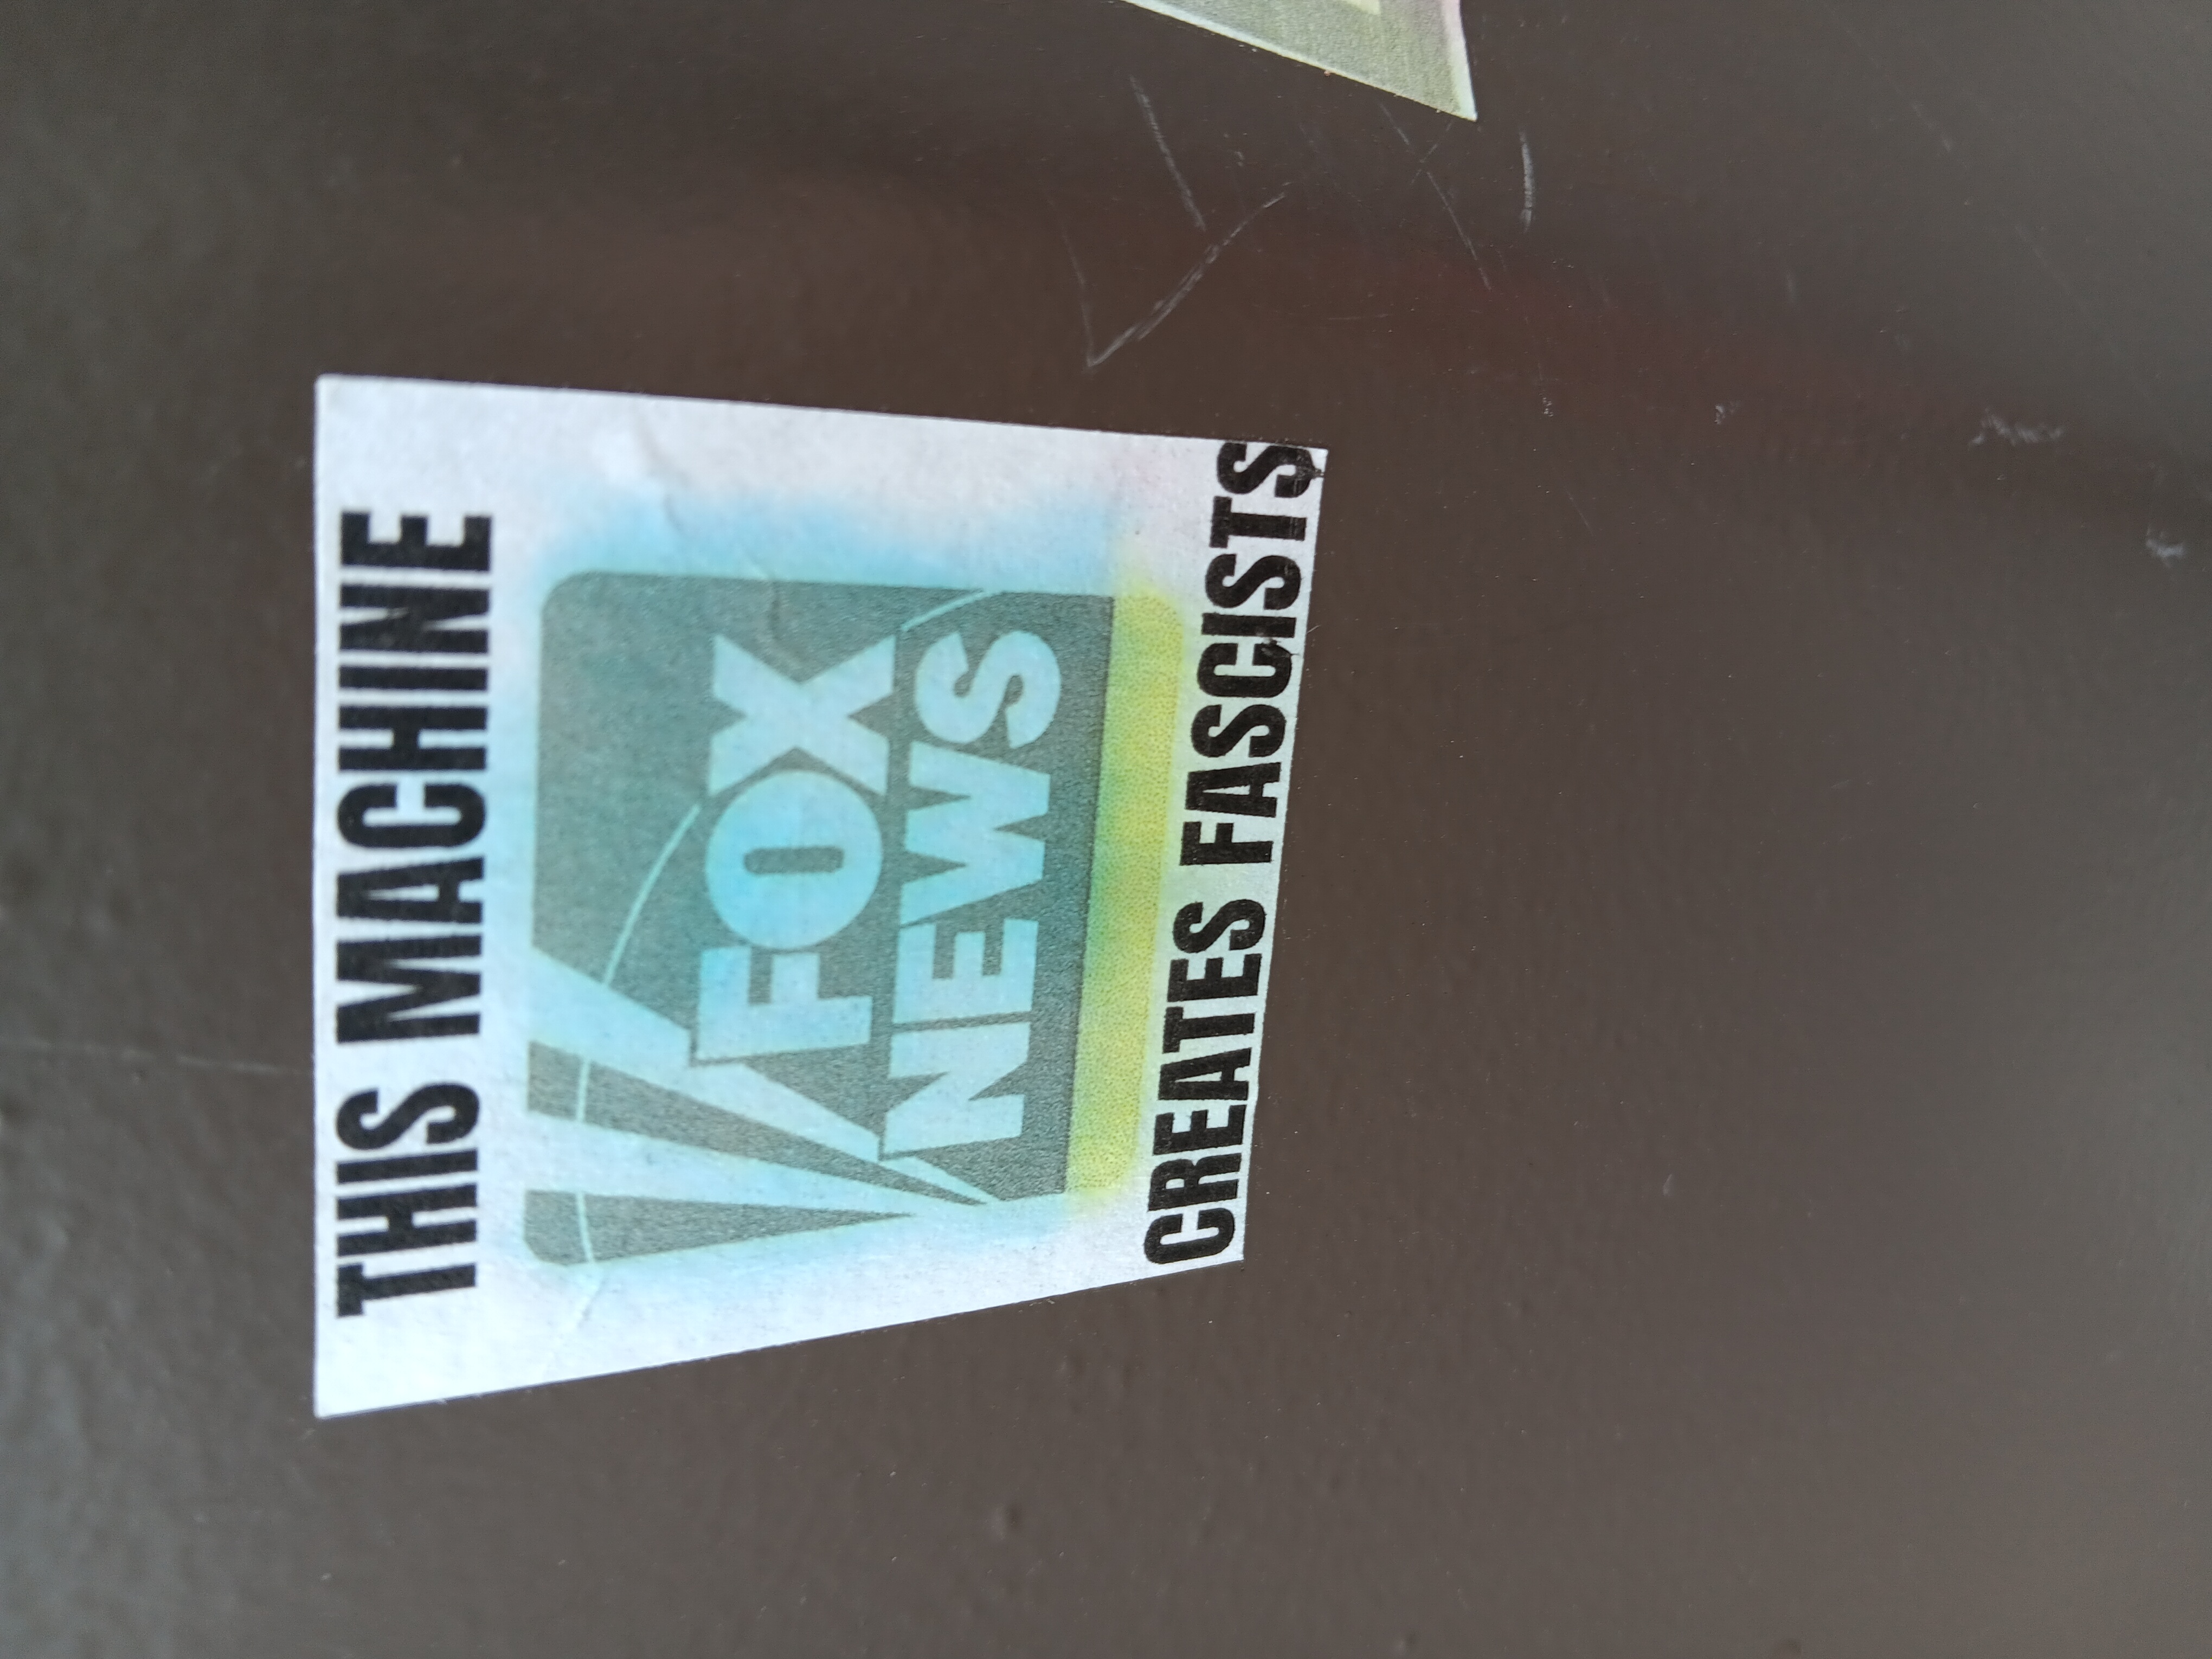 THIS MACHINE
FOX
NEWS
CREATES FASCISTS